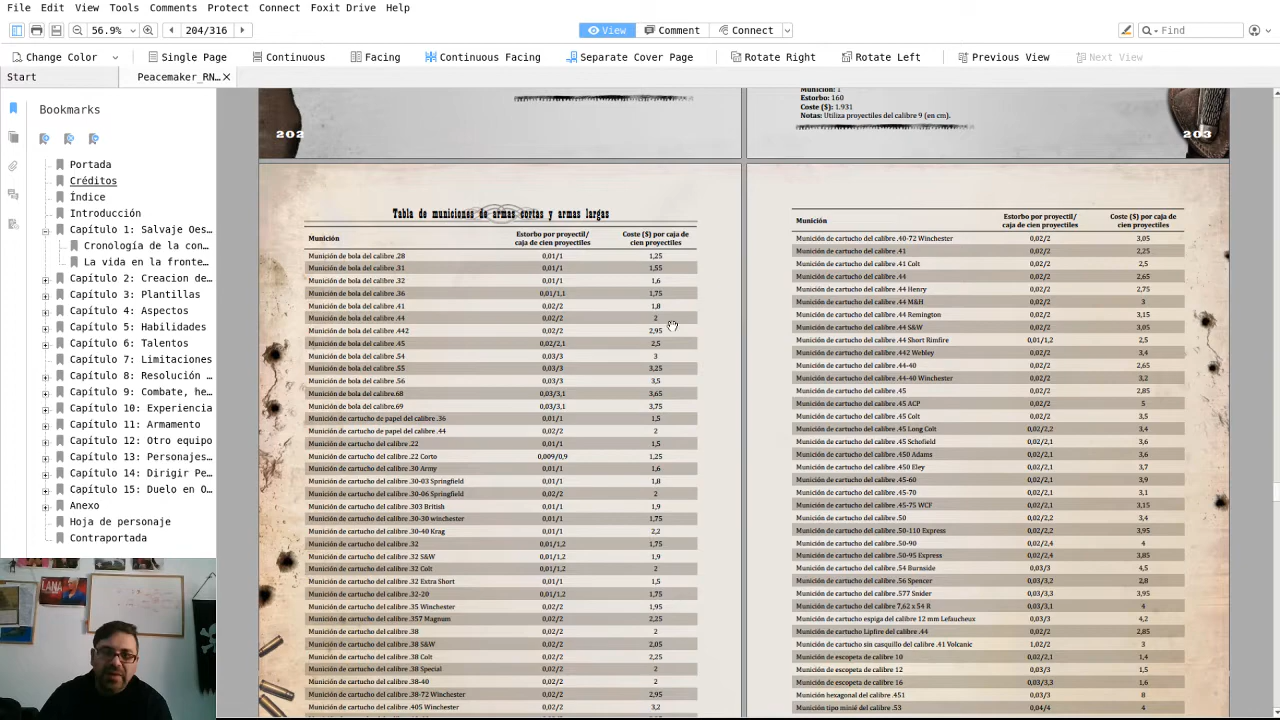 File Edit View Tools Comments Protect Connect Foxit Drive Help
56.9% 204/316 View Comment Connect Find
Change Color Single Page Continuous Facing Continuous Facing Separate Cover Page Rotate Right Rotate Left Previous View Next View
Start Peacemaker_RN...
Bookmarks
Portada
Créditos
Índice
Introducción
Capítulo 1: Salvaje Oes...
Cronología de la con...
La vida en la fronte...
Capítulo 2: Creación de...
Capítulo 3: Plantillas
Capítulo 4: Aspectos
Capítulo 5: Habilidades
Capítulo 6: Talentos
Capítulo 7: Limitaciones
Capítulo 8: Resolución ...
Capítulo 9: Combate, he...
Capítulo 10: Experiencia
Capítulo 11: Armamento
Capítulo 12: Otro equipo
Capítulo 13: Personajes...
Capítulo 14: Dirigir Pe...
Capítulo 15: Duelo en O...
Anexo
Hoja de personaje
Contraportada
LANA
202
Munición: 1
Estorbo: 160
Coste ($): 1.931
Notas: Utiliza proyectiles del calibre 9 (en cm).
203
Tabla de municiones de armas cortas y armas largas
Munición Estorbo por proyectil/ caja de cien proyectiles Coste ($) por caja de cien proyectiles
Munición de bola del calibre .28 0,01/1 1,25
Munición de bola del calibre .31 0,01/1 1,55
Munición de bola del calibre .32 0,01/1 1,6
Munición de bola del calibre .36 0,01/1,1 1,75
Munición de bola del calibre .41 0,02/2 1,8
Munición de bola del calibre .44 0,02/2 2
Munición de bola del calibre .442 0,02/2 2,95
Munición de bola del calibre .45 0,02/2,1 2,5
Munición de bola del calibre .54 0,03/3 3
Munición de bola del calibre .55 0,03/3 3,25
Munición de bola del calibre .56 0,03/3 3,5
Munición de bola del calibre.68 0,03/3,1 3,65
Munición de bola del calibre.69 0,03/3,1 3,75
Munición de cartucho de papel del calibre .36 0,01/1 1,5
Munición de cartucho de papel del calibre .44 0,02/2 2
Munición de cartucho del calibre .22 0,01/1 1,5
Munición de cartucho del calibre .22 Corto 0,009/0,9 1,25
Munición de cartucho del calibre .30 Army 0,01/1 1,6
Munición de cartucho del calibre .30-03 Springfield 0,01/1 1,8
Munición de cartucho del calibre .30-06 Springfield 0,02/2 2
Munición de cartucho del calibre .303 British 0,01/1 1,9
Munición de cartucho del calibre .30-30 winchester 0,01/1 1,75
Munición de cartucho del calibre .30-40 Krag 0,01/1 2,2
Munición de cartucho del calibre .32 0,01/1,2 1,75
Munición de cartucho del calibre .32 S&W 0,01/1,2 1,9
Munición de cartucho del calibre .32 Colt 0,01/1,2 2
Munición de cartucho del calibre .32 Extra Short 0,01/1 1,5
Munición de cartucho del calibre .32-20 0,01/1,2 1,75
Munición de cartucho del calibre .35 Winchester 0,02/2 1,95
Munición de cartucho del calibre .357 Magnum 0,02/2 2,25
Munición de cartucho del calibre .38 0,02/2 2
Munición de cartucho del calibre .38 S&W 0,02/2 2,05
Munición de cartucho del calibre .38 Colt 0,02/2 2,25
Munición de cartucho del calibre .38 Special 0,02/2 2
Munición de cartucho del calibre .38-40 0,02/2 2
Munición de cartucho del calibre .38-72 Winchester 0,02/2 2,95
Munición de cartucho del calibre .405 Winchester 0,02/2 3,2
Munición Estorbo por proyectil/ caja de cien proyectiles Coste ($) por caja de cien proyectiles
Munición de cartucho del calibre .40-72 Winchester 0,02/2 3,05
Munición de cartucho del calibre .41 0,02/2 2,25
Munición de cartucho del calibre .41 Colt 0,02/2 2,5
Munición de cartucho del calibre .44 0,02/2 2,65
Munición de cartucho del calibre .44 Henry 0,02/2 2,75
Munición de cartucho del calibre .44 M&H 0,02/2 3
Munición de cartucho del calibre .44 Remington 0,02/2 3,15
Munición de cartucho del calibre .44 S&W 0,02/2 3,05
Munición de cartucho del calibre .44 Short Rimfire 0,01/1,2 2,5
Munición de cartucho del calibre .442 Webley 0,02/2 3,4
Munición de cartucho del calibre .44-40 0,02/2 2,65
Munición de cartucho del calibre .44-40 Winchester 0,02/2 3,2
Munición de cartucho del calibre .45 0,02/2 2,85
Munición de cartucho del calibre .45 ACP 0,02/2 5
Munición de cartucho del calibre .45 Colt 0,02/2 3,5
Munición de cartucho del calibre .45 Long Colt 0,02/2,2 3,4
Munición de cartucho del calibre .45 Schofield 0,02/2,1 3,6
Munición de cartucho del calibre .450 Adams 0,02/2,1 3,6
Munición de cartucho del calibre .450 Eley 0,02/2,1 3,7
Munición de cartucho del calibre .45-60 0,02/2,1 3,9
Munición de cartucho del calibre .45-70 0,02/2,1 3,1
Munición de cartucho del calibre .45-75 WCF 0,02/2,1 3,15
Munición de cartucho del calibre .50 0,02/2,2 3,4
Munición de cartucho del calibre .50-110 Express 0,02/2,2 3,95
Munición de cartucho del calibre .50-90 0,02/2,4 4
Munición de cartucho del calibre .50-95 Express 0,02/2,4 3,85
Munición de cartucho del calibre .54 Burnside 0,03/3 4,5
Munición de cartucho del calibre .56 Spencer 0,03/3,2 2,8
Munición de cartucho del calibre .577 Snider 0,03/3,3 3,95
Munición de cartucho del calibre 7,62 x 54 R 0,03/3,1 4
Munición de cartucho espiga del calibre 12 mm Lefaucheux 0,03/3 4,2
Munición de cartucho Lipfire del calibre .44 0,02/2 2,85
Munición de cartucho sin casquillo del calibre .41 Volcanic 1,02/2 3
Munición de escopeta de calibre 10 0,02/2,1 1,4
Munición de escopeta de calibre 12 0,03/3 1,5
Munición de escopeta de calibre 16 0,03/3,3 1,6
Munición hexagonal del calibre .451 0,03/3 8
Munición tipo minié del calibre .53 0,04/4 4